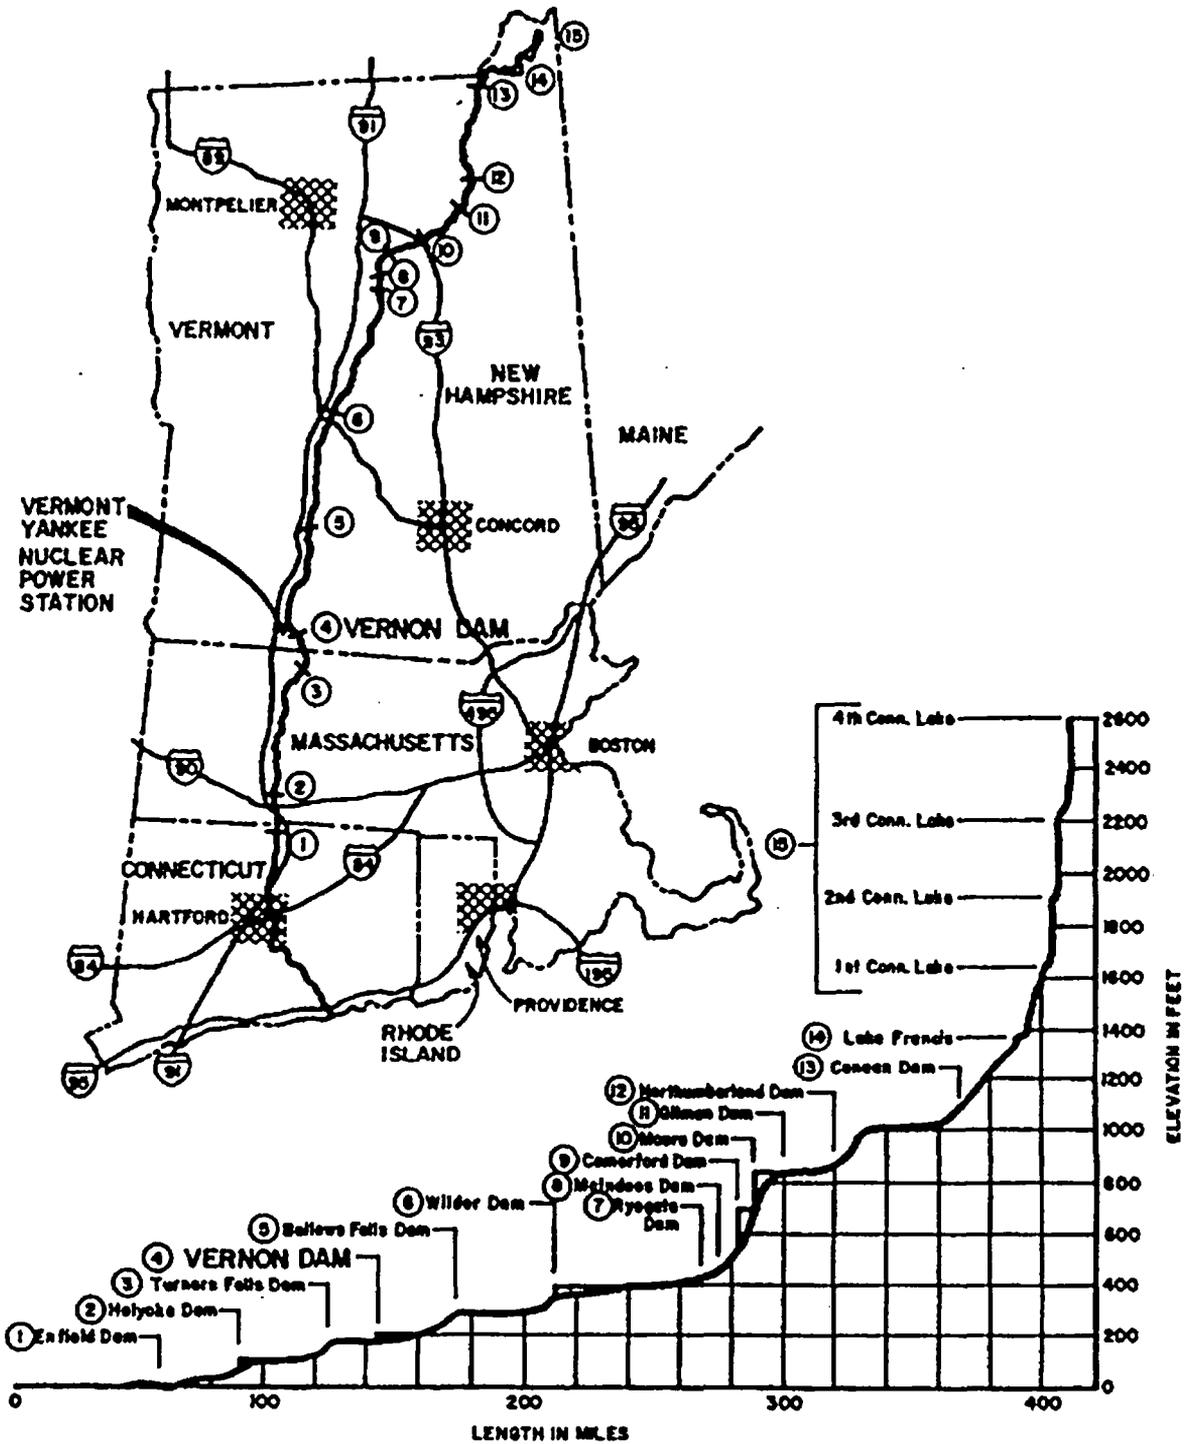 15
14
13
91
89
12
MONTPELIER
11
9
10
8
7
VERMONT
93
NEW
HAMPSHIRE
6
MAINE
VERMONT
YANKEE
NUCLEAR
POWER
STATION
5
CONCORD
95
4 VERNON DAM
3
495
MASSACHUSETTS
BOSTON
90
2
1
84
CONNECTICUT
HARTFORD
84
195
PROVIDENCE
RHODE
ISLAND
95
91
4th Conn. Lake
2600
2400
3rd Conn. Lake
2200
15
2000
2nd Conn. Lake
1800
1st Conn. Lake
1600
1400
14 Lake Francis
13 Canaan Dam
1200
12 Northumberland Dam
11 Gilman Dam
1000
10 Moore Dam
9 Comerford Dam
8 McIndoes Dam
800
7 Ryegate
Dam
6 Wilder Dam
600
5 Bellows Falls Dam
4 VERNON DAM
400
3 Turners Falls Dam
2 Holyoke Dam
200
1 Enfield Dam
0
ELEVATION IN FEET
0 100 200 300 400
LENGTH IN MILES